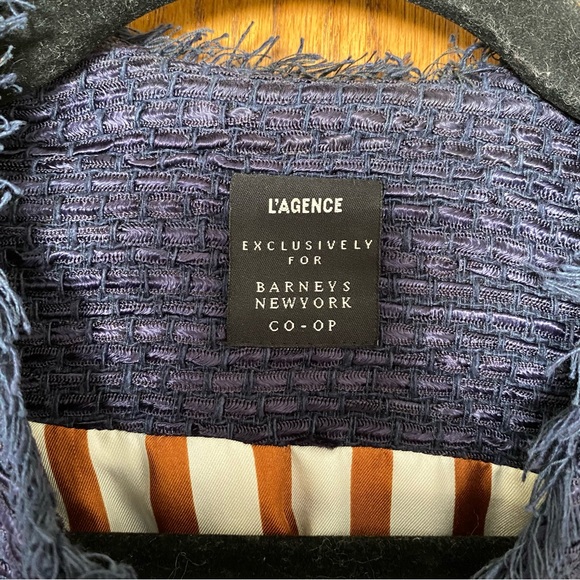 L'AGENCE
EXCLUSIVELY
FOR
BARNEYS
NEWYORK
CO-OP